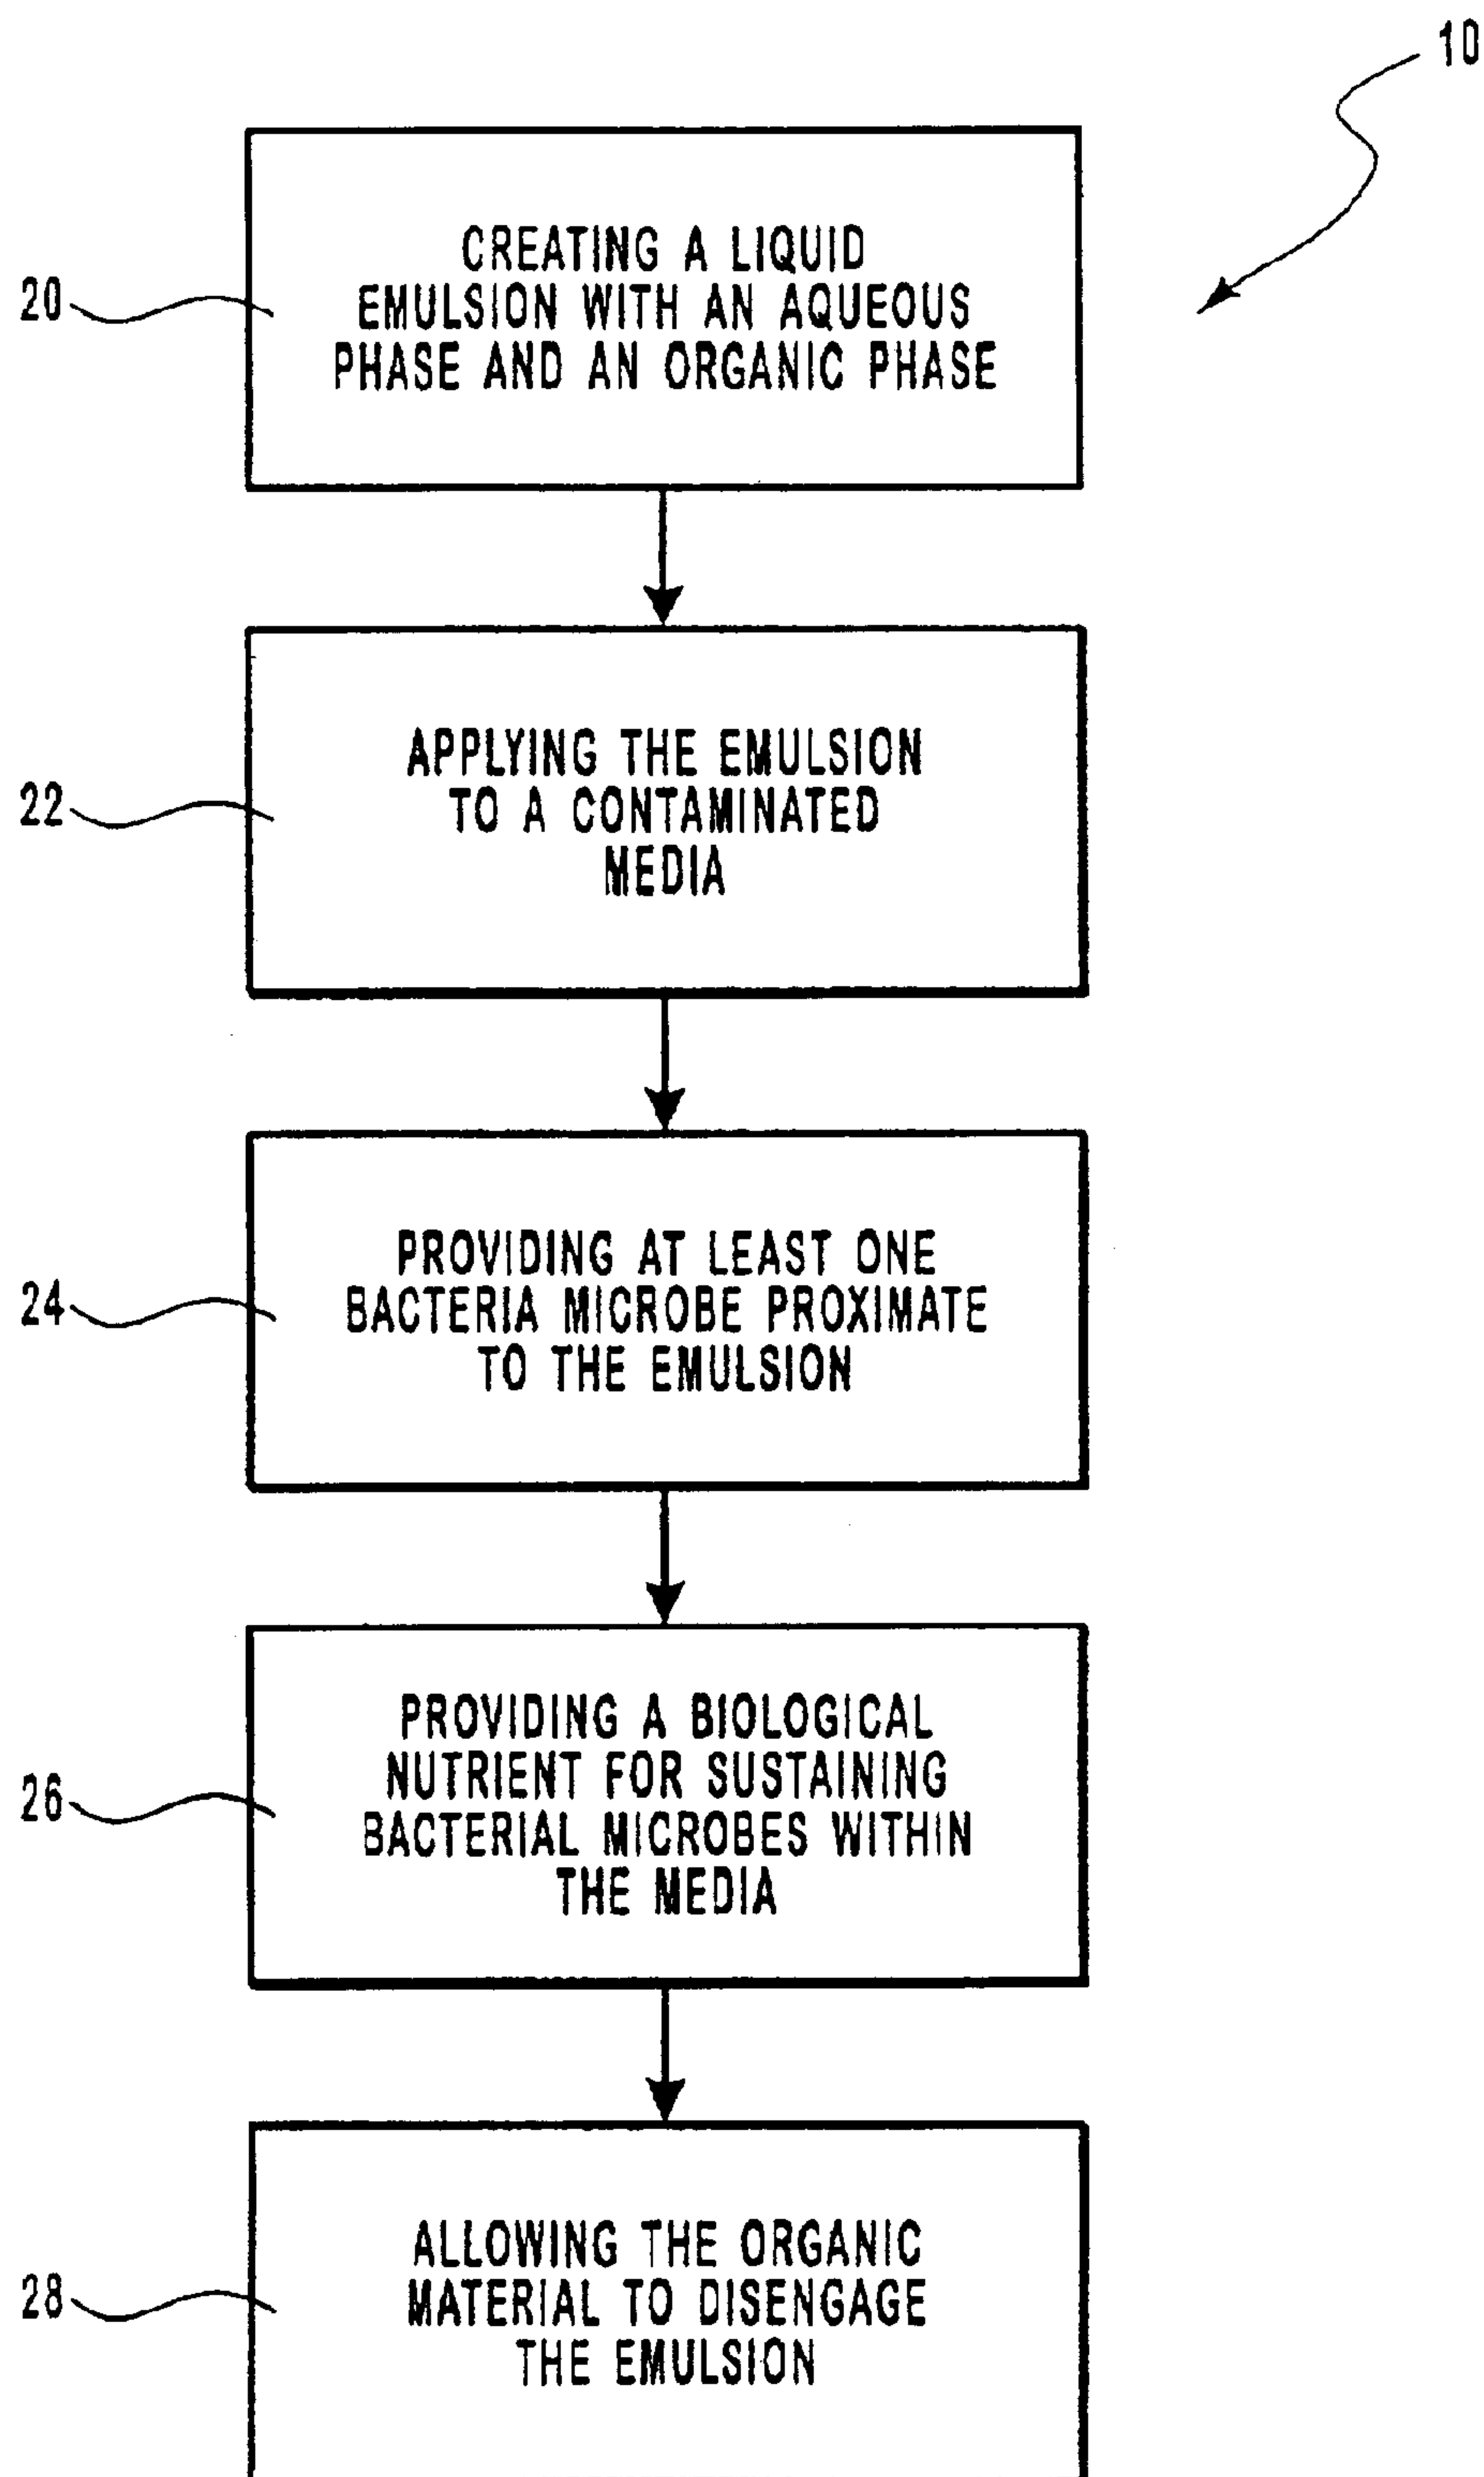 10
20
CREATING A LIQUID
EMULSION WITH AN AQUEOUS
PHASE AND AN ORGANIC PHASE
22
APPLYING THE EMULSION
TO A CONTAMINATED
MEDIA
24
PROVIDING AT LEAST ONE
BACTERIA MICROBE PROXIMATE
TO THE EMULSION
26
PROVIDING A BIOLOGICAL
NUTRIENT FOR SUSTAINING
BACTERIAL MICROBES WITHIN
THE MEDIA
28
ALLOWING THE ORGANIC
MATERIAL TO DISENGAGE
THE EMULSION